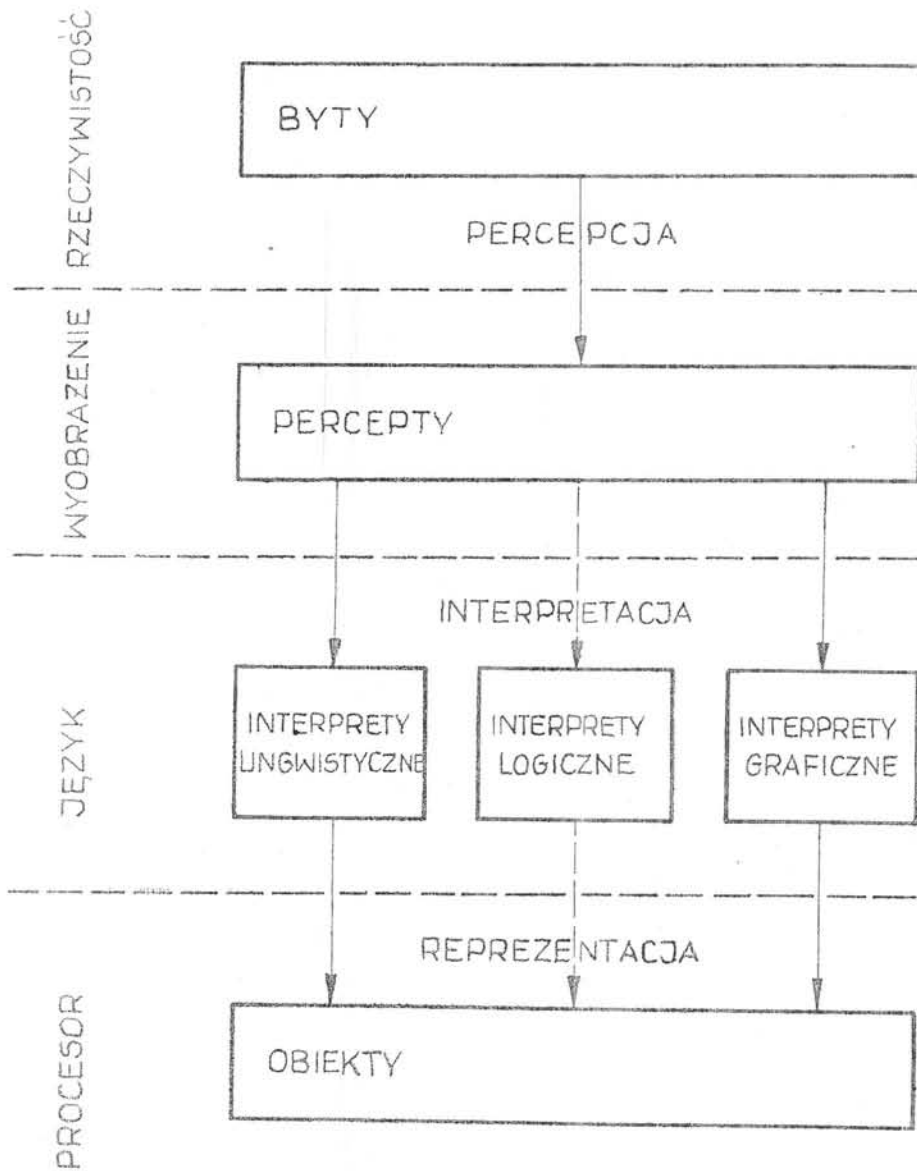 RZECZYWISTOŚĆ
BYTY
PERCEPCJA
WYOBRAŻENIE
PERCEPTY
INTERPRETACJA
JĘZYK
INTERPRETY
LINGWISTYCZNE
INTERPRETY
LOGICZNE
INTERPRETY
GRAFICZNE
REPREZENTACJA
PROCESOR
OBIEKTY